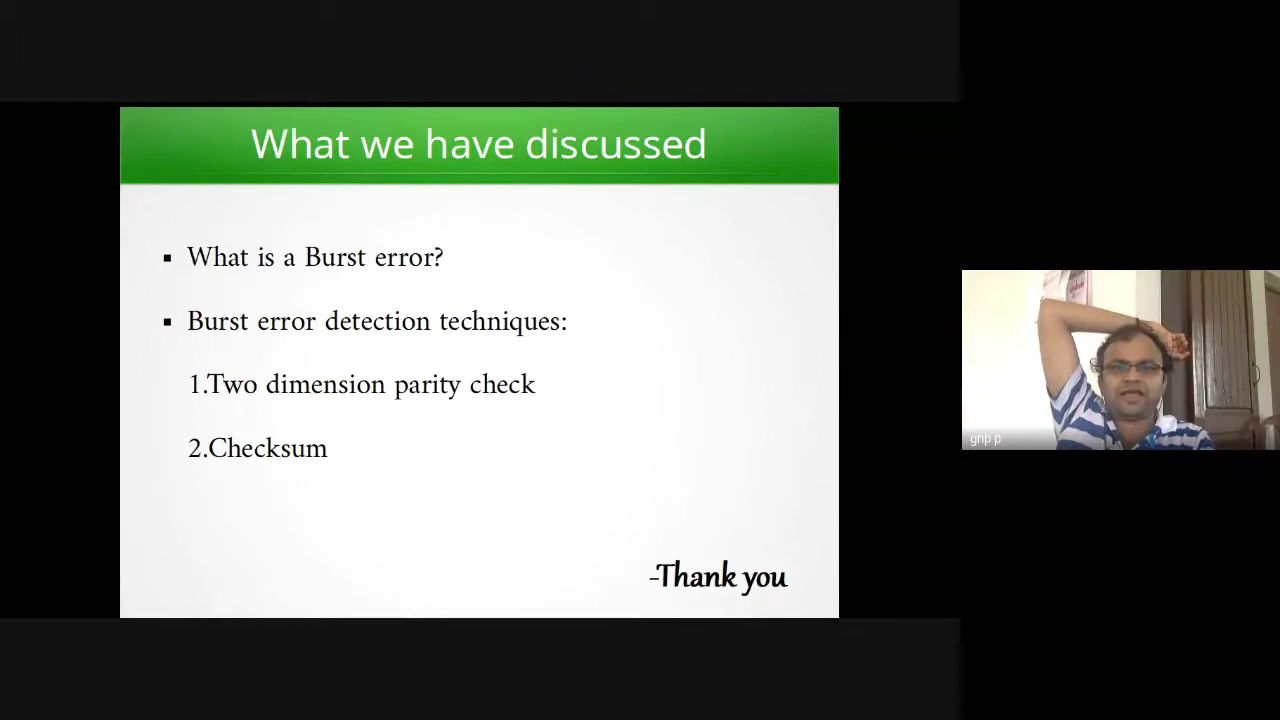 What we have discussed
▪ What is a Burst error?
▪ Burst error detection techniques:
1.Two dimension parity check
2.Checksum
-Thank you
gnp p